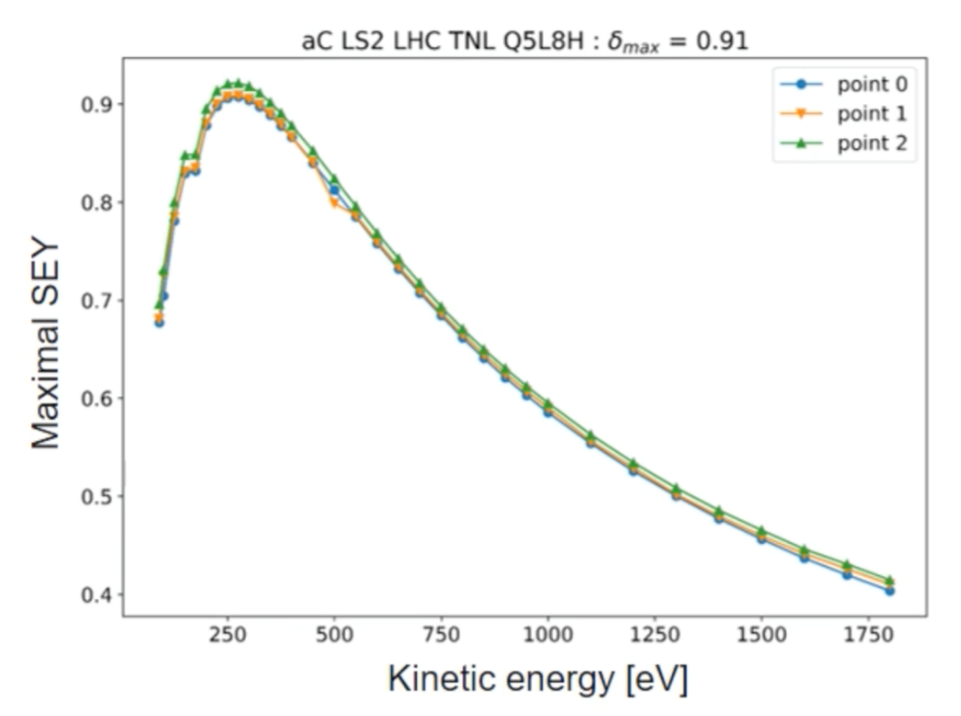 aC LS2 LHC TNL Q5L8H : δmax = 0.91
point 0
point 1
point 2
Maximal SEY
0.9
0.8
0.7
0.6
0.5
0.4
250 500 750 1000 1250 1500 1750
Kinetic energy [eV]